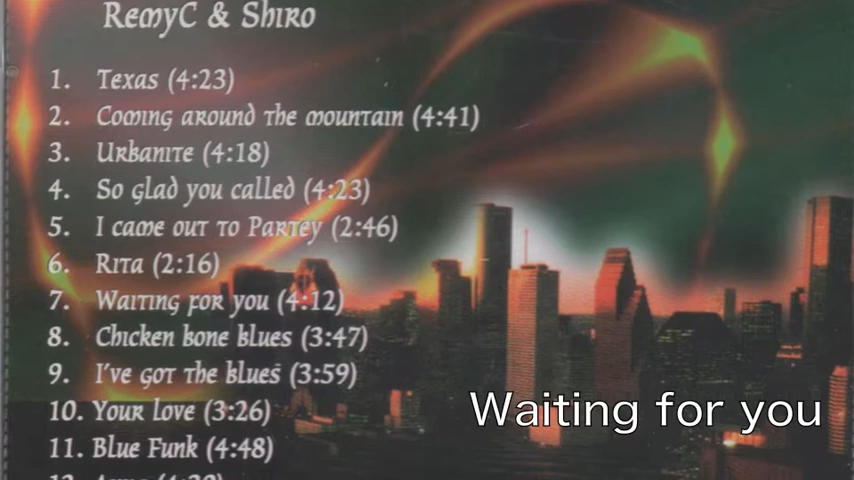 RemyC & Shiro
1. Texas (4:23)
2. Coming around the mountain (4:41)
3. Urbanite (4:18)
4. So glad you called (4:23)
5. I came out to Partey (2:46)
6. Rita (2:16)
7. Waiting for you (4:12)
8. Chicken bone blues (3:47)
9. I've got the blues (3:59)
10. Your love (3:26)
11. Blue Funk (4:48)
Waiting for you